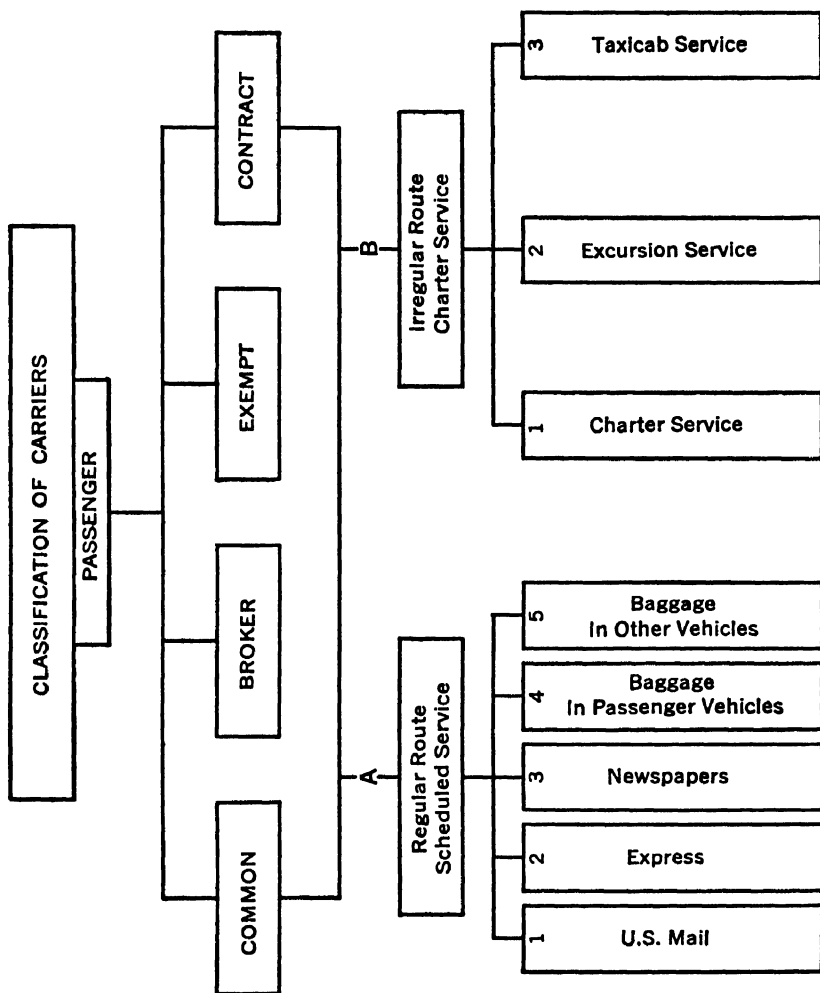 CLASSIFICATION OF CARRIERS
PASSENGER
COMMON
BROKER
EXEMPT
CONTRACT
A
B
Regular Route
Scheduled Service
Irregular Route
Charter Service
1
U.S. Mail
2
Express
3
Newspapers
4
Baggage
In Passenger Vehicles
5
Baggage
In Other Vehicles
1
Charter Service
2
Excursion Service
3
Taxicab Service